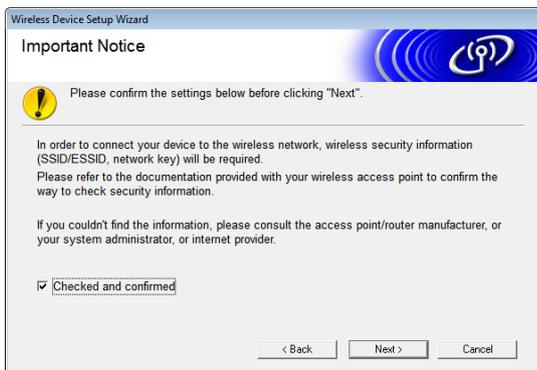 Wireless Device Setup Wizard
Important Notice
Please confirm the settings below before clicking "Next".
In order to connect your device to the wireless network, wireless security information
(SSID/ESSID, network key) will be required.
Please refer to the documentation provided with your wireless access point to confirm the
way to check security information.
If you couldn't find the information, please consult the access point/router manufacturer, or
your system administrator, or internet provider.
Checked and confirmed
< Back
Next >
Cancel